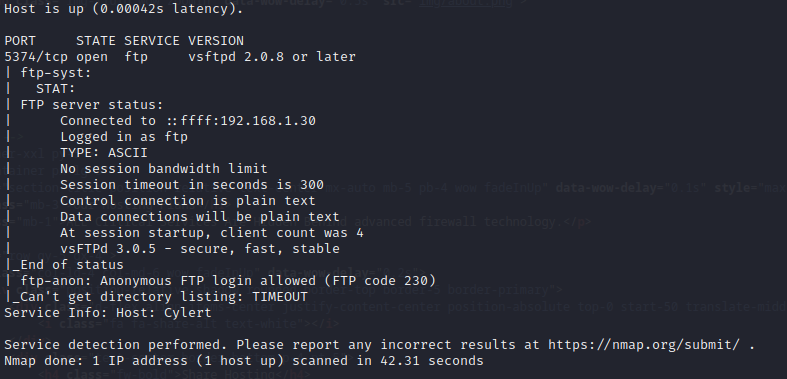 Host is up (0.00042s latency).
PORT     STATE SERVICE VERSION
5374/tcp open  ftp     vsftpd 2.0.8 or later
| ftp-syst:
|   STAT:
| FTP server status:
|      Connected to ::ffff:192.168.1.30
|      Logged in as ftp
|      TYPE: ASCII
|      No session bandwidth limit
|      Session timeout in seconds is 300
|      Control connection is plain text
|      Data connections will be plain text
|      At session startup, client count was 4
|      vsFTPd 3.0.5 - secure, fast, stable
|_End of status
| ftp-anon: Anonymous FTP login allowed (FTP code 230)
|_Can't get directory listing: TIMEOUT
Service Info: Host: Cylert
Service detection performed. Please report any incorrect results at https://nmap.org/submit/ .
Nmap done: 1 IP address (1 host up) scanned in 42.31 seconds